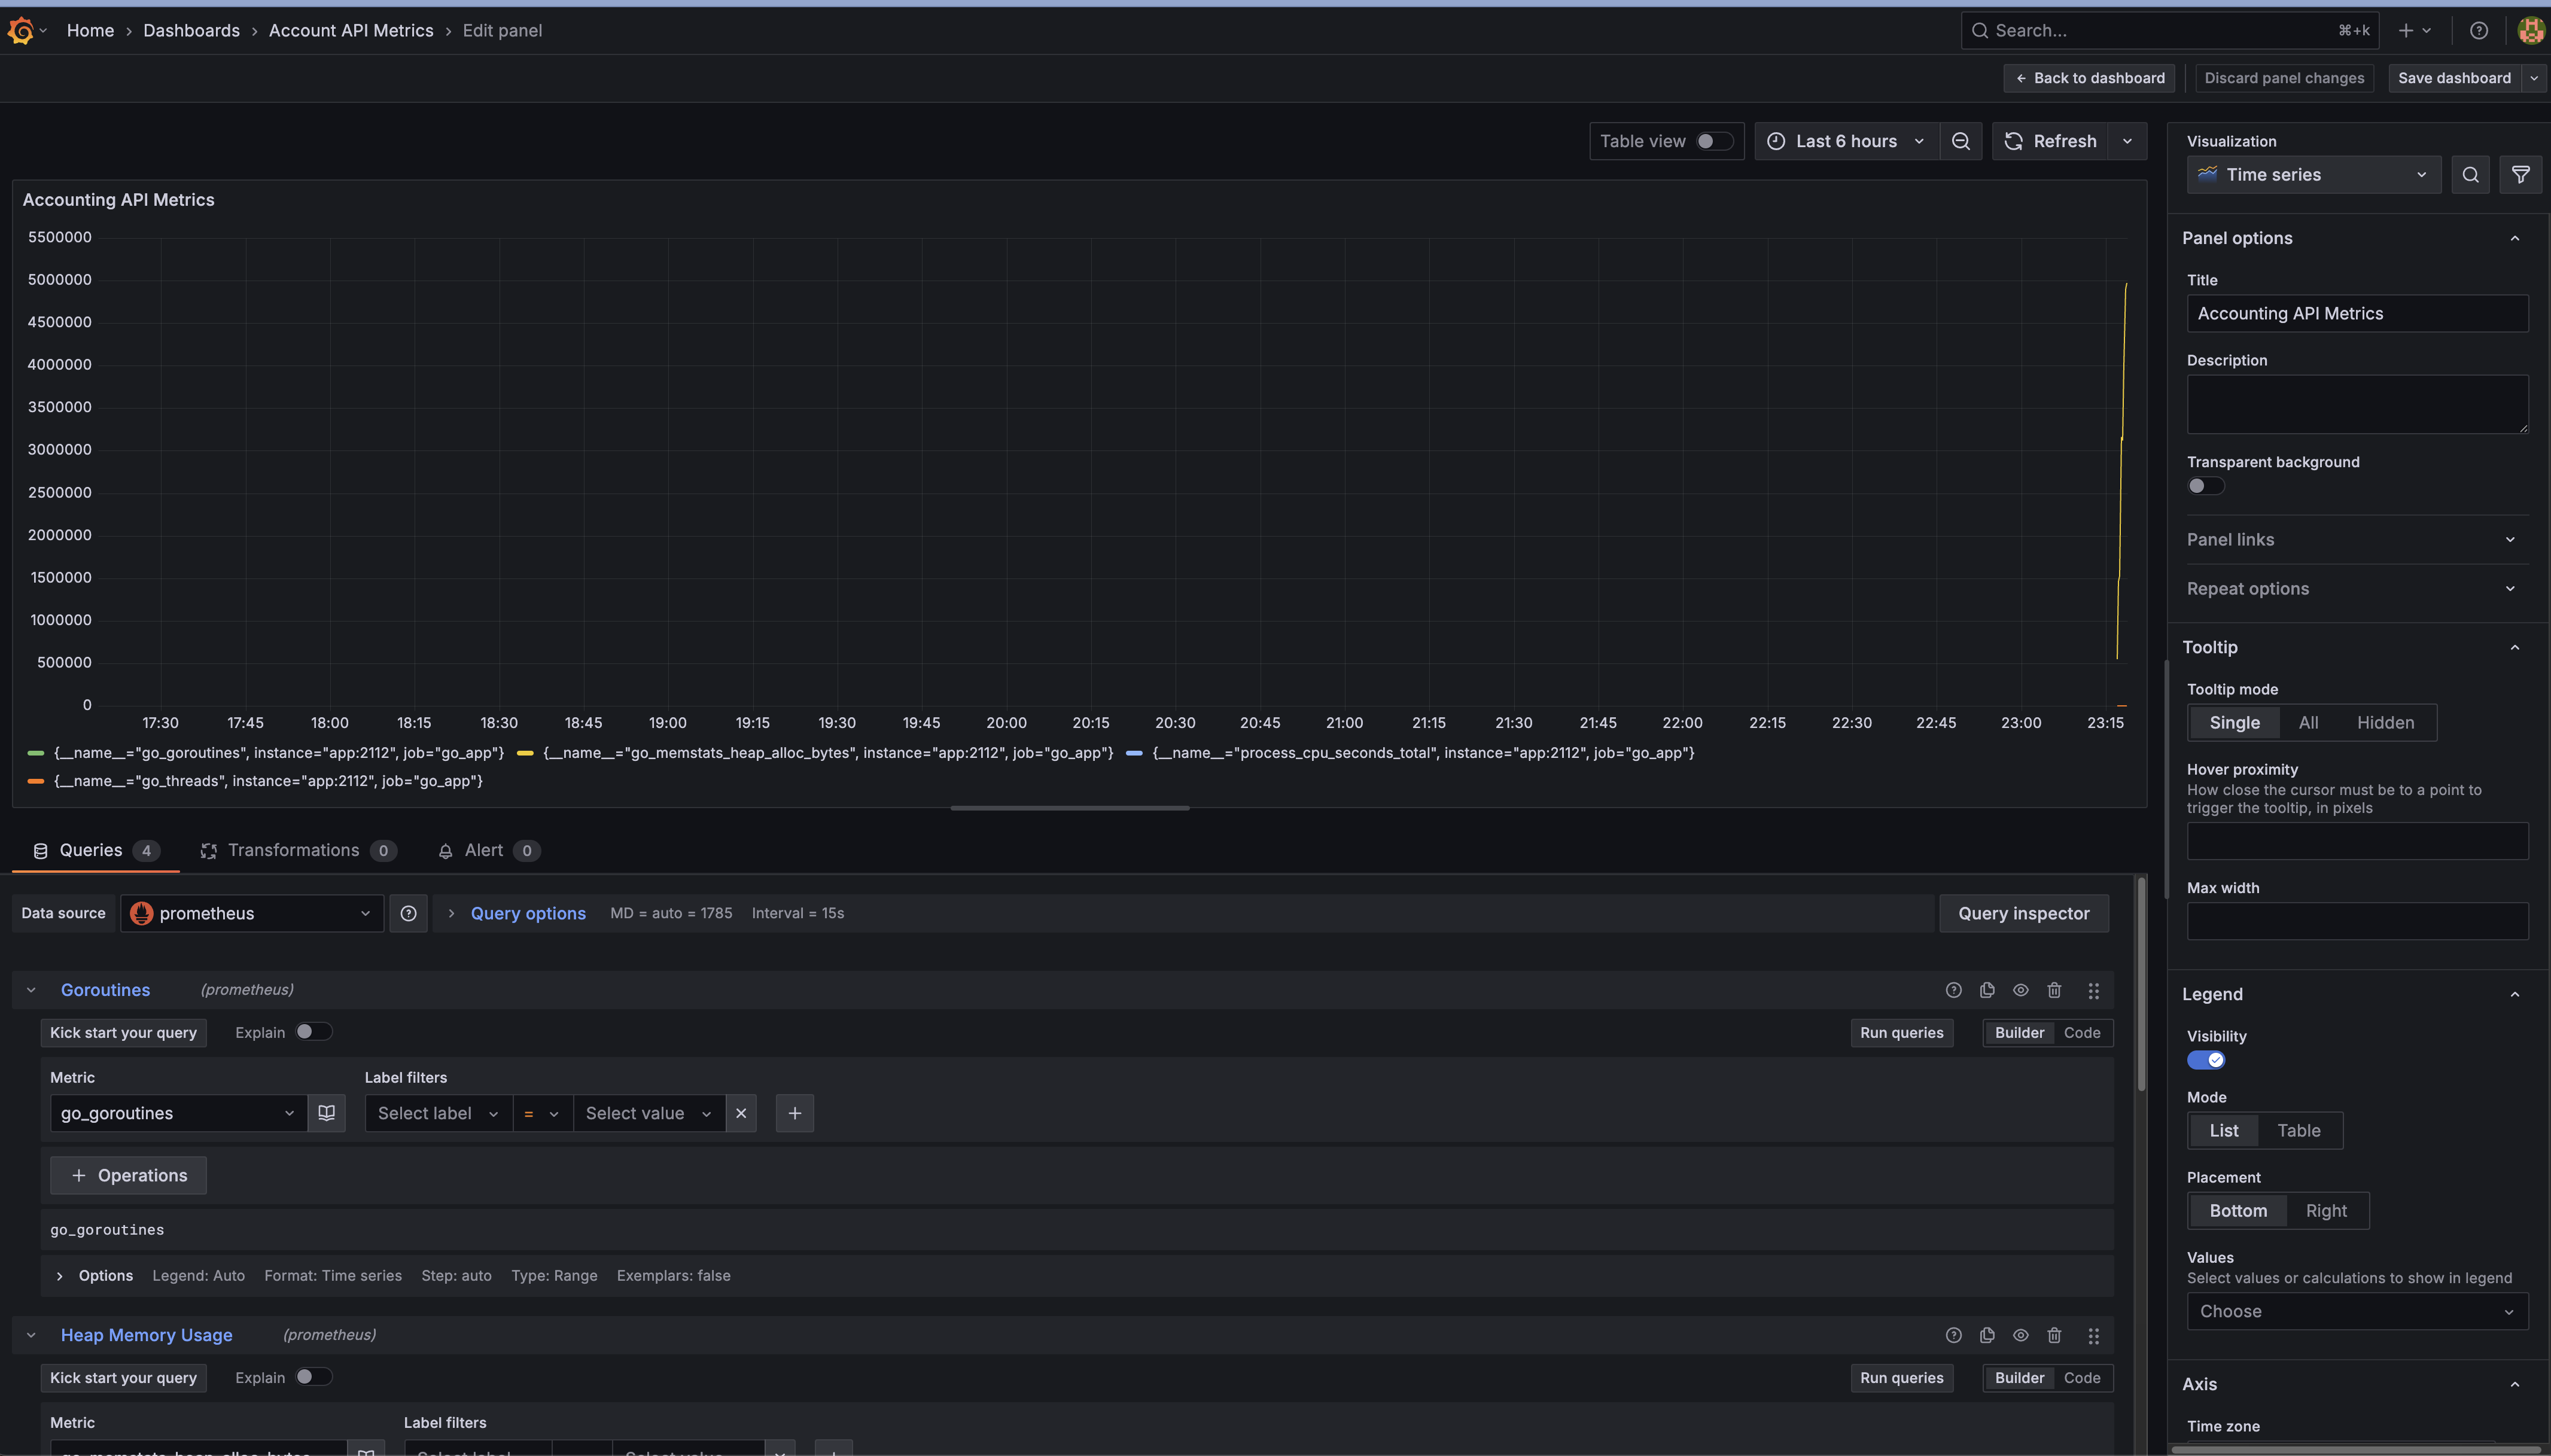 Home › Dashboards › Account API Metrics › Edit panel
Search... ⌘+k
Back to dashboard Discard panel changes Save dashboard
Table view Last 6 hours Refresh
Accounting API Metrics
5500000
5000000
4500000
4000000
3500000
3000000
2500000
2000000
1500000
1000000
500000
0
17:30 17:45 18:00 18:15 18:30 18:45 19:00 19:15 19:30 19:45 20:00 20:15 20:30 20:45 21:00 21:15 21:30 21:45 22:00 22:15 22:30 22:45 23:00 23:15
{__name__="go_goroutines", instance="app:2112", job="go_app"} {__name__="go_memstats_heap_alloc_bytes", instance="app:2112", job="go_app"} {__name__="process_cpu_seconds_total", instance="app:2112", job="go_app"}
{__name__="go_threads", instance="app:2112", job="go_app"}
Queries 4 Transformations 0 Alert 0
Data source prometheus Query options MD = auto = 1785 Interval = 15s Query inspector
Goroutines (prometheus)
Kick start your query Explain Run queries Builder Code
Metric Label filters
go_goroutines Select label = Select value
+ Operations
go_goroutines
Options Legend: Auto Format: Time series Step: auto Type: Range Exemplars: false
Heap Memory Usage (prometheus)
Kick start your query Explain Run queries Builder Code
Metric Label filters
Visualization
Time series
Panel options
Title
Accounting API Metrics
Description
Transparent background
Panel links
Repeat options
Tooltip
Tooltip mode
Single All Hidden
Hover proximity
How close the cursor must be to a point to
trigger the tooltip, in pixels
Max width
Legend
Visibility
Mode
List Table
Placement
Bottom Right
Values
Select values or calculations to show in legend
Choose
Axis
Time zone